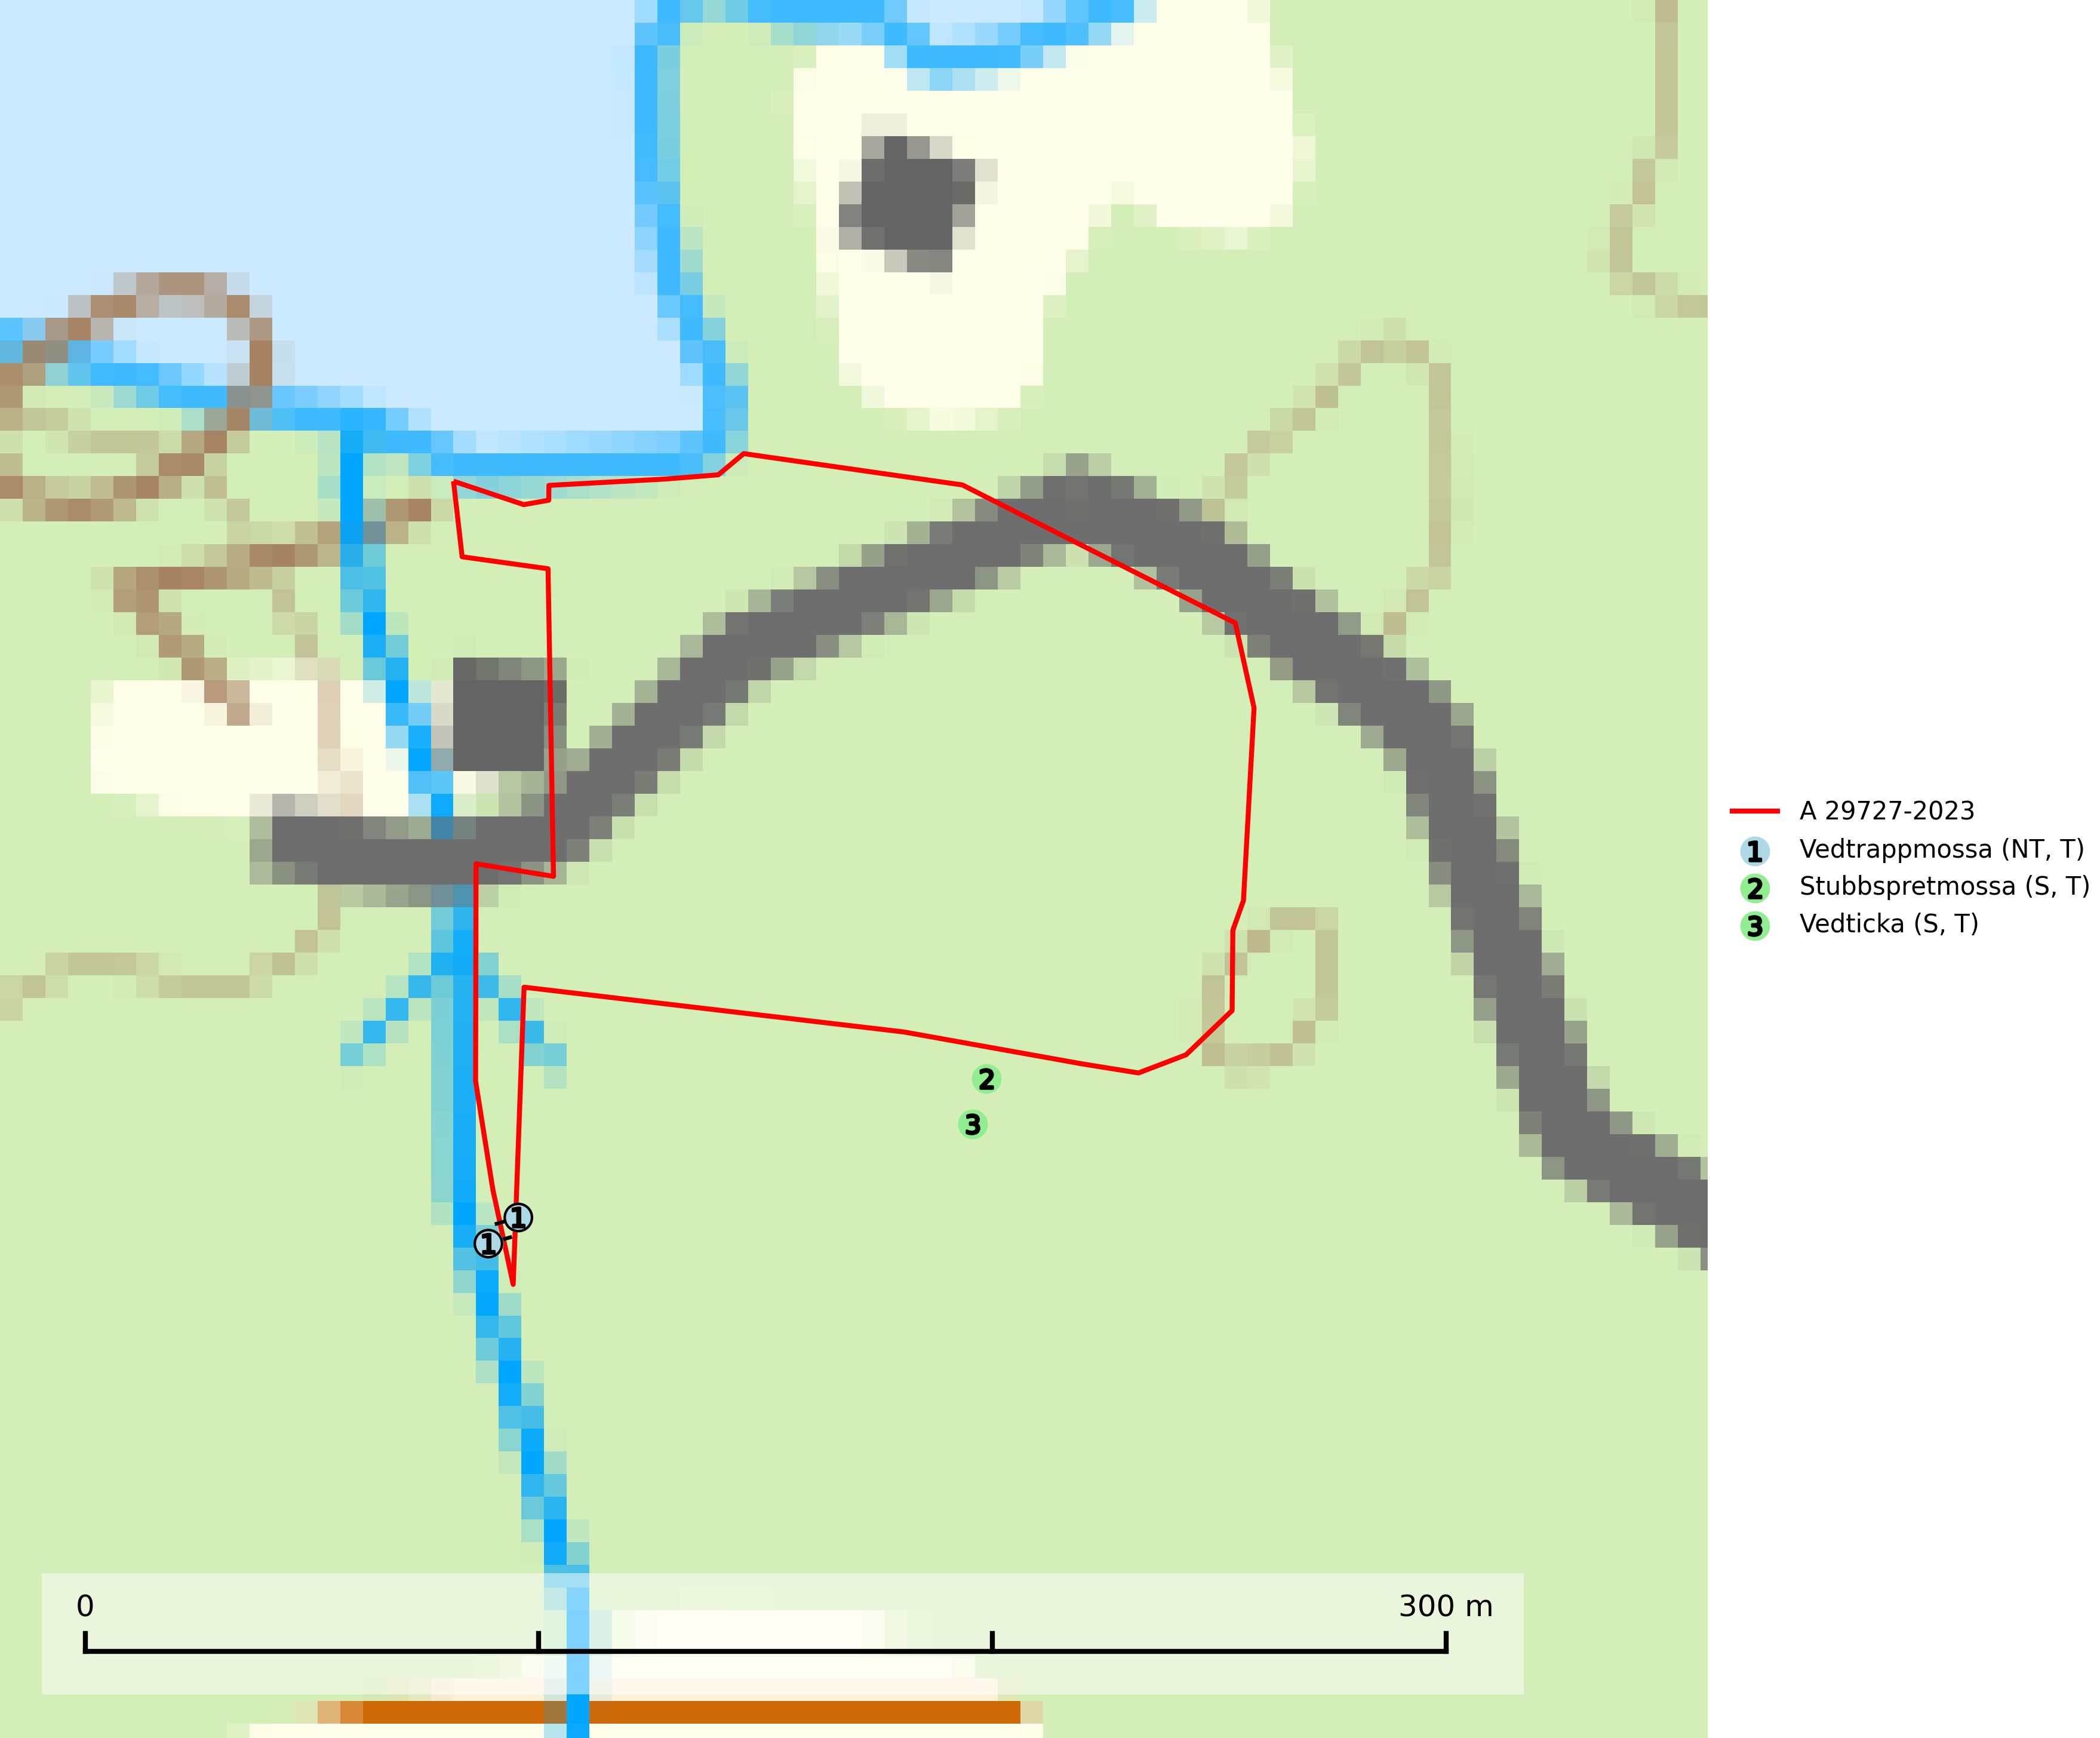 A 29727-2023
1 Vedtrappmossa (NT, T)
2 Stubbspretmossa (S, T)
3 Vedticka (S, T)
2
3
1
1
0 300 m